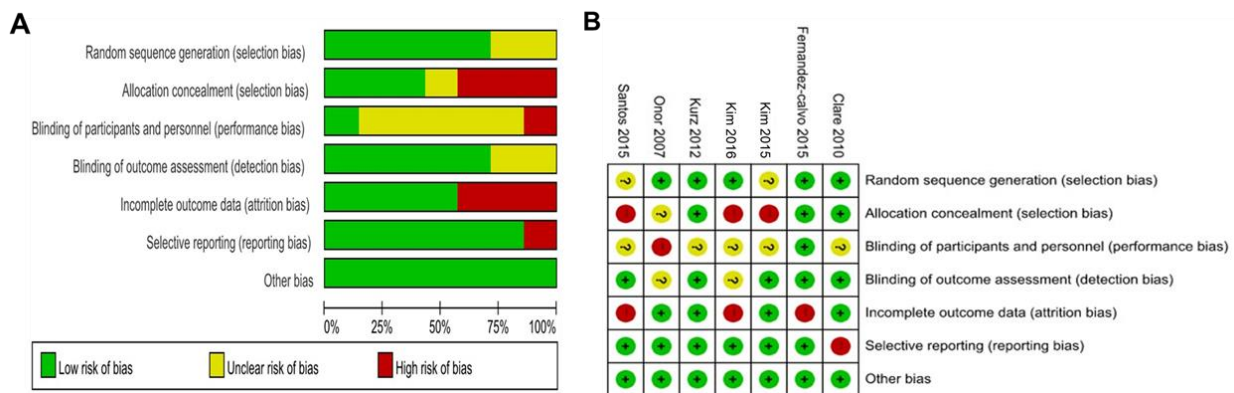 A
Random sequence generation (selection bias)
Allocation concealment (selection bias)
Blinding of participants and personnel (performance bias)
Blinding of outcome assessment (detection bias)
Incomplete outcome data (attrition bias)
Selective reporting (reporting bias)
Other bias
0% 25% 50% 75% 100%
Low risk of bias Unclear risk of bias High risk of bias
B
Santos 2015
Onor 2007
Kurz 2012
Kim 2016
Kim 2015
Fernandez-calvo 2015
Clare 2010
? + + + ? + + Random sequence generation (selection bias)
- ? + - - + + Allocation concealment (selection bias)
? - ? ? ? + ? Blinding of participants and personnel (performance bias)
+ ? + ? + + + Blinding of outcome assessment (detection bias)
- + + - + - + Incomplete outcome data (attrition bias)
+ + + + + + - Selective reporting (reporting bias)
+ + + + + + + Other bias